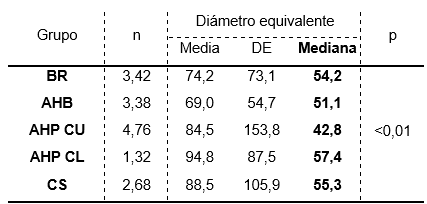 Grupo n Diámetro equivalente p
Media DE Mediana
BR 3,42 74,2 73,1 54,2
AHB 3,38 69,0 54,7 51,1
AHP CU 4,76 84,5 153,8 42,8 <0,01
AHP CL 1,32 94,8 87,5 57,4
CS 2,68 88,5 105,9 55,3